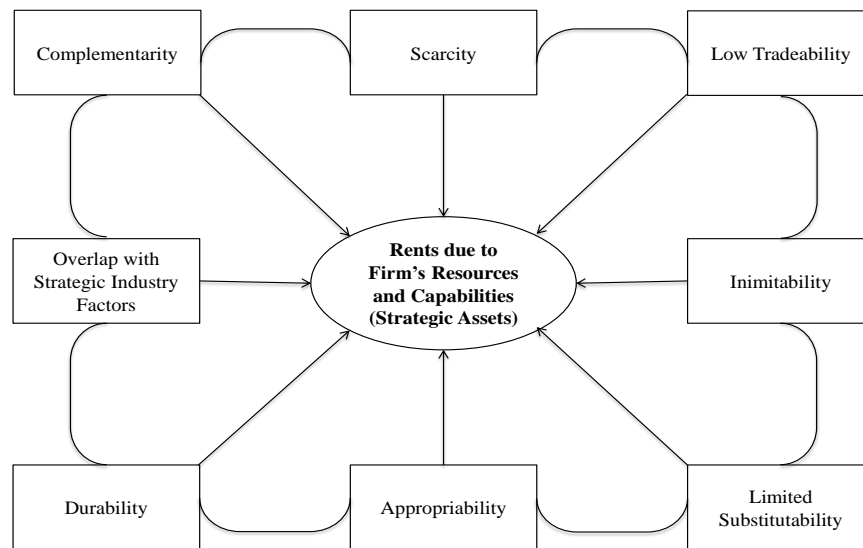 Complementarity
Scarcity
Low Tradeability
Overlap with
Strategic Industry
Factors
Rents due to
Firm's Resources
and Capabilities
(Strategic Assets)
Inimitability
Durability
Appropriability
Limited
Substitutability